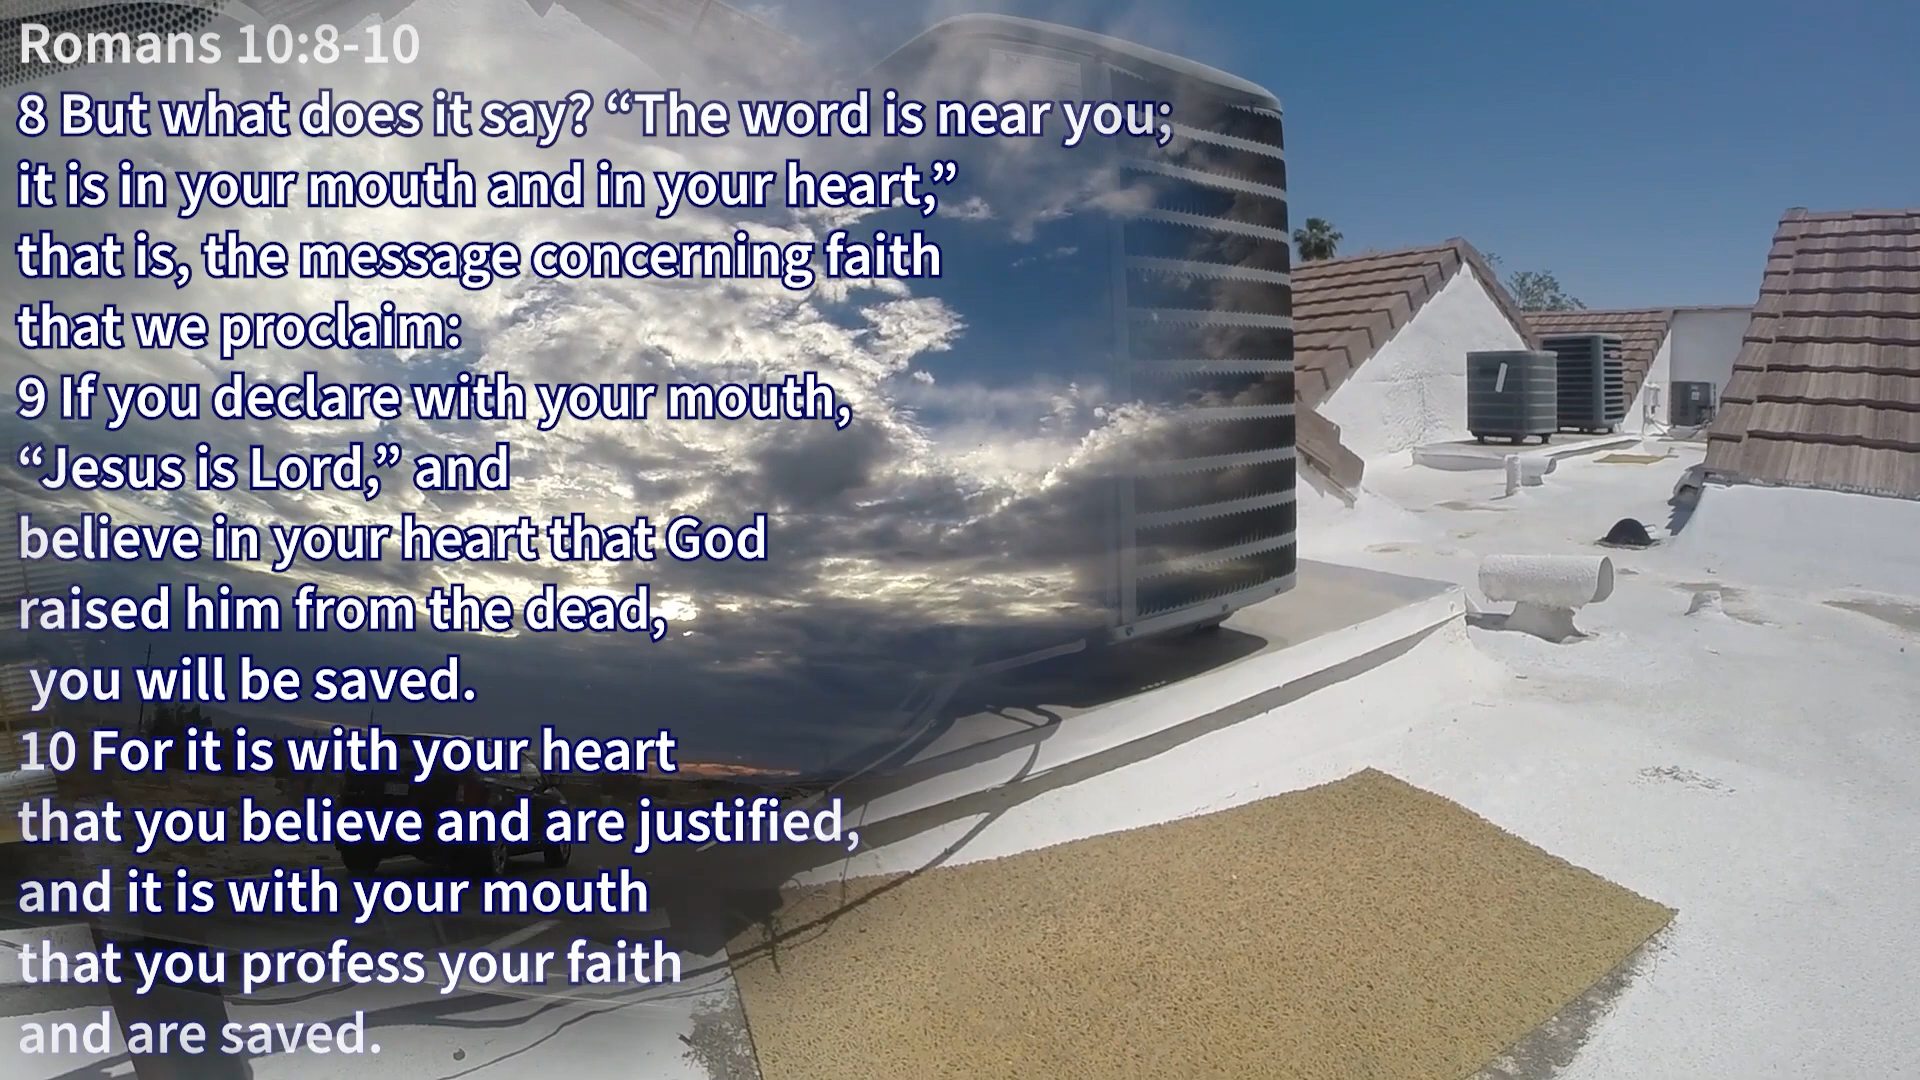 Romans 10:8-10
8 But what does it say? “The word is near you;
it is in your mouth and in your heart,”
that is, the message concerning faith
that we proclaim:
9 If you declare with your mouth,
“Jesus is Lord,” and
believe in your heart that God
raised him from the dead,
you will be saved.
10 For it is with your heart
that you believe and are justified,
and it is with your mouth
that you profess your faith
and are saved.